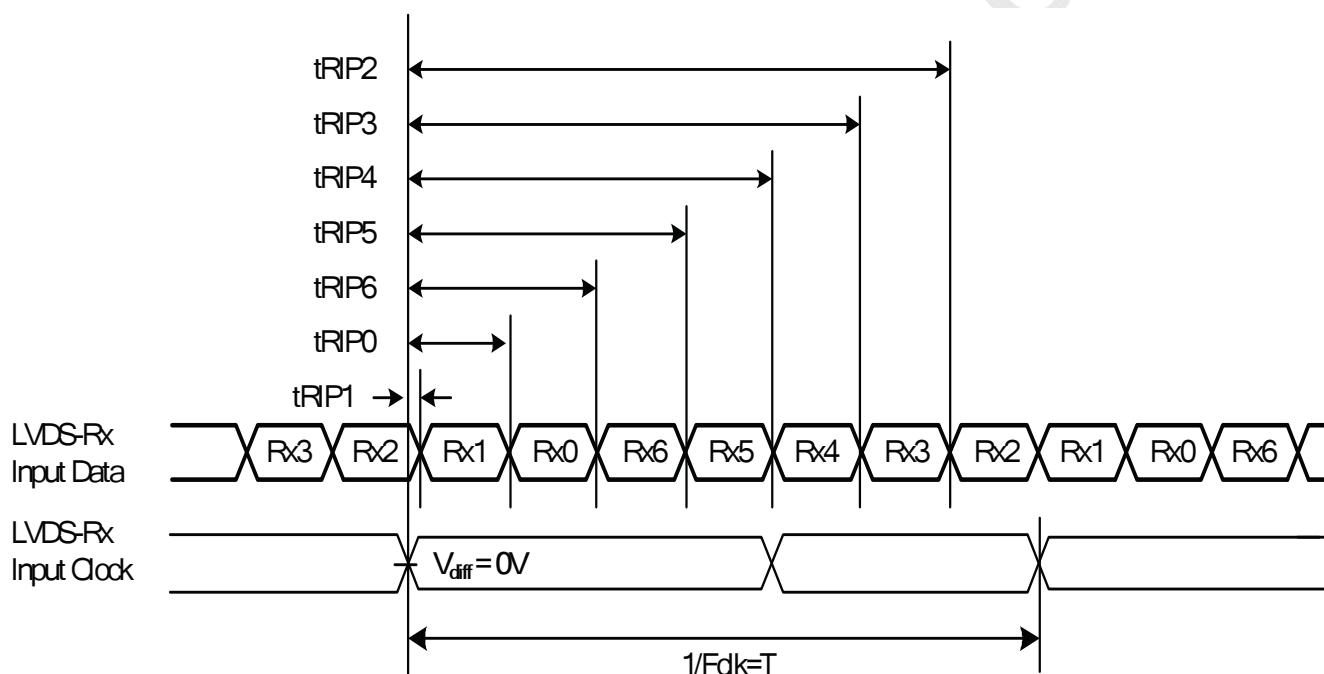 tRIP2
tRIP3
tRIP4
tRIP5
tRIP6
tRIP0
tRIP1
LVDS-Rx
Input Data
Rx3 Rx2 Rx1 Rx0 Rx6 Rx5 Rx4 Rx3 Rx2 Rx1 Rx0 Rx6
LVDS-Rx
Input Clock
Vdiff = 0V
1/Fclk=T